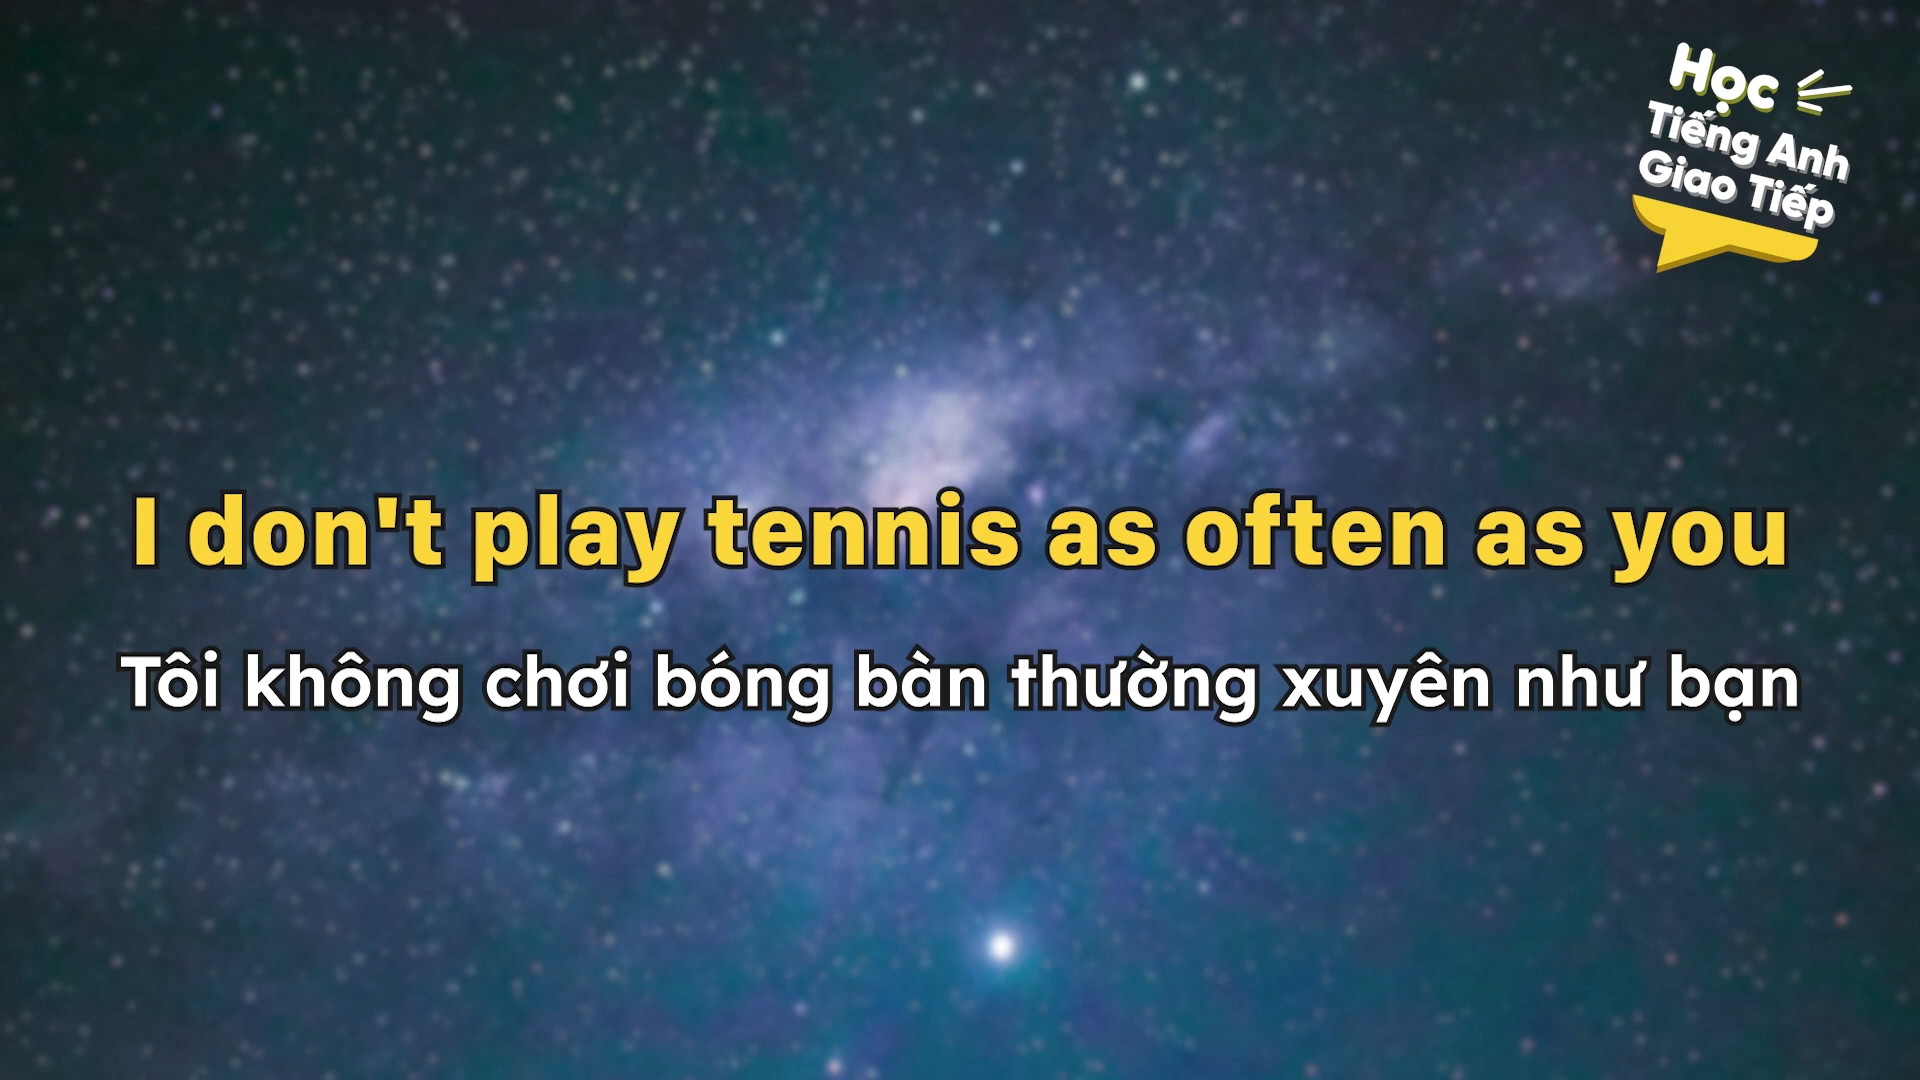 Học
Tiếng Anh
Giao Tiếp
I don't play tennis as often as you
Tôi không chơi bóng bàn thường xuyên như bạn